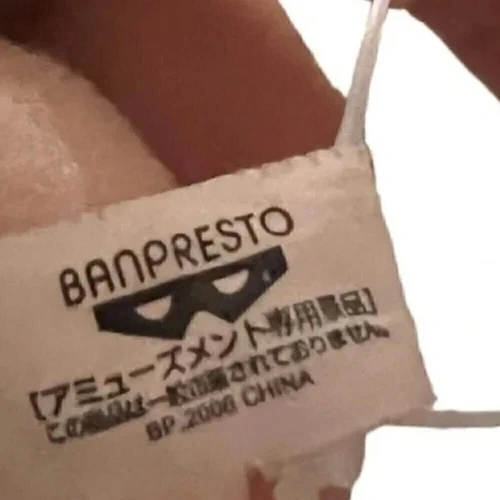 BANPRESTO
【アミューズメント専用景品】
この商品は一般市販されておりません。
BP.2006 CHINA